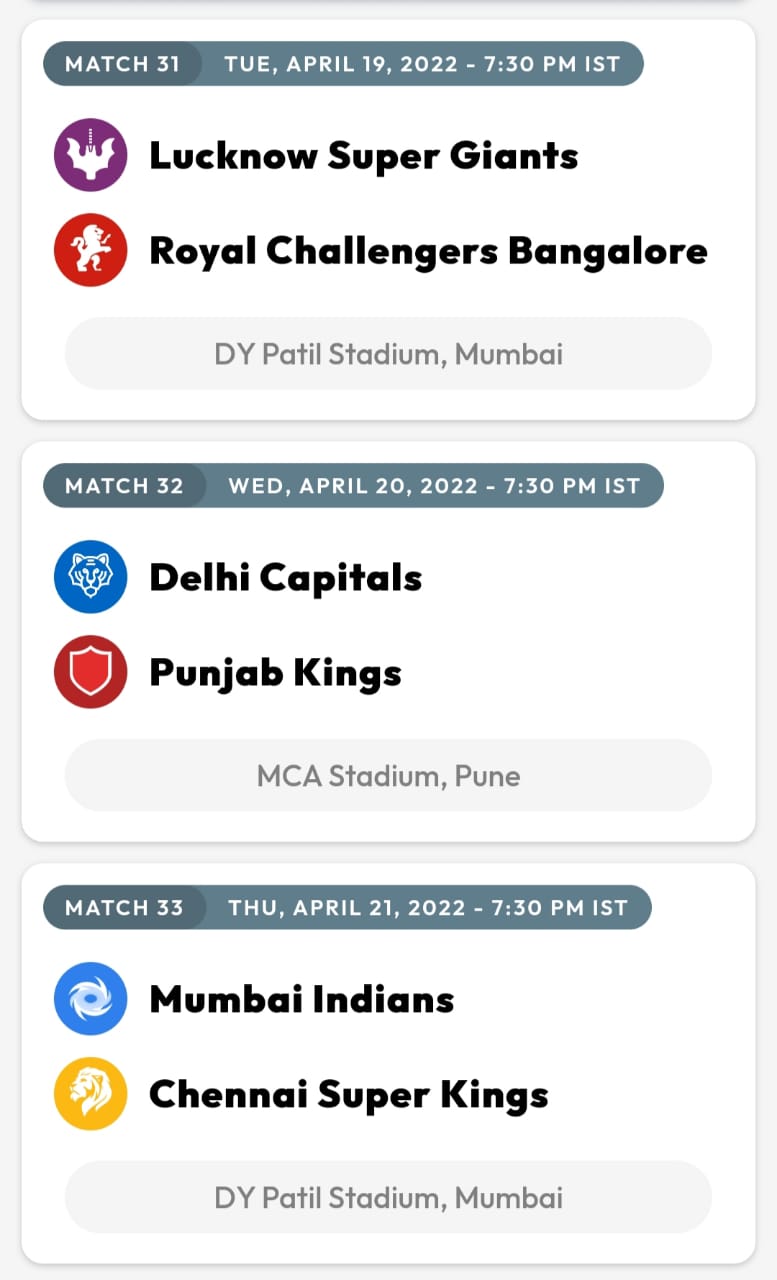 MATCH 31 TUE, APRIL 19, 2022 - 7:30 PM IST
Lucknow Super Giants
Royal Challengers Bangalore
DY Patil Stadium, Mumbai
MATCH 32 WED, APRIL 20, 2022 - 7:30 PM IST
Delhi Capitals
Punjab Kings
MCA Stadium, Pune
MATCH 33 THU, APRIL 21, 2022 - 7:30 PM IST
Mumbai Indians
Chennai Super Kings
DY Patil Stadium, Mumbai